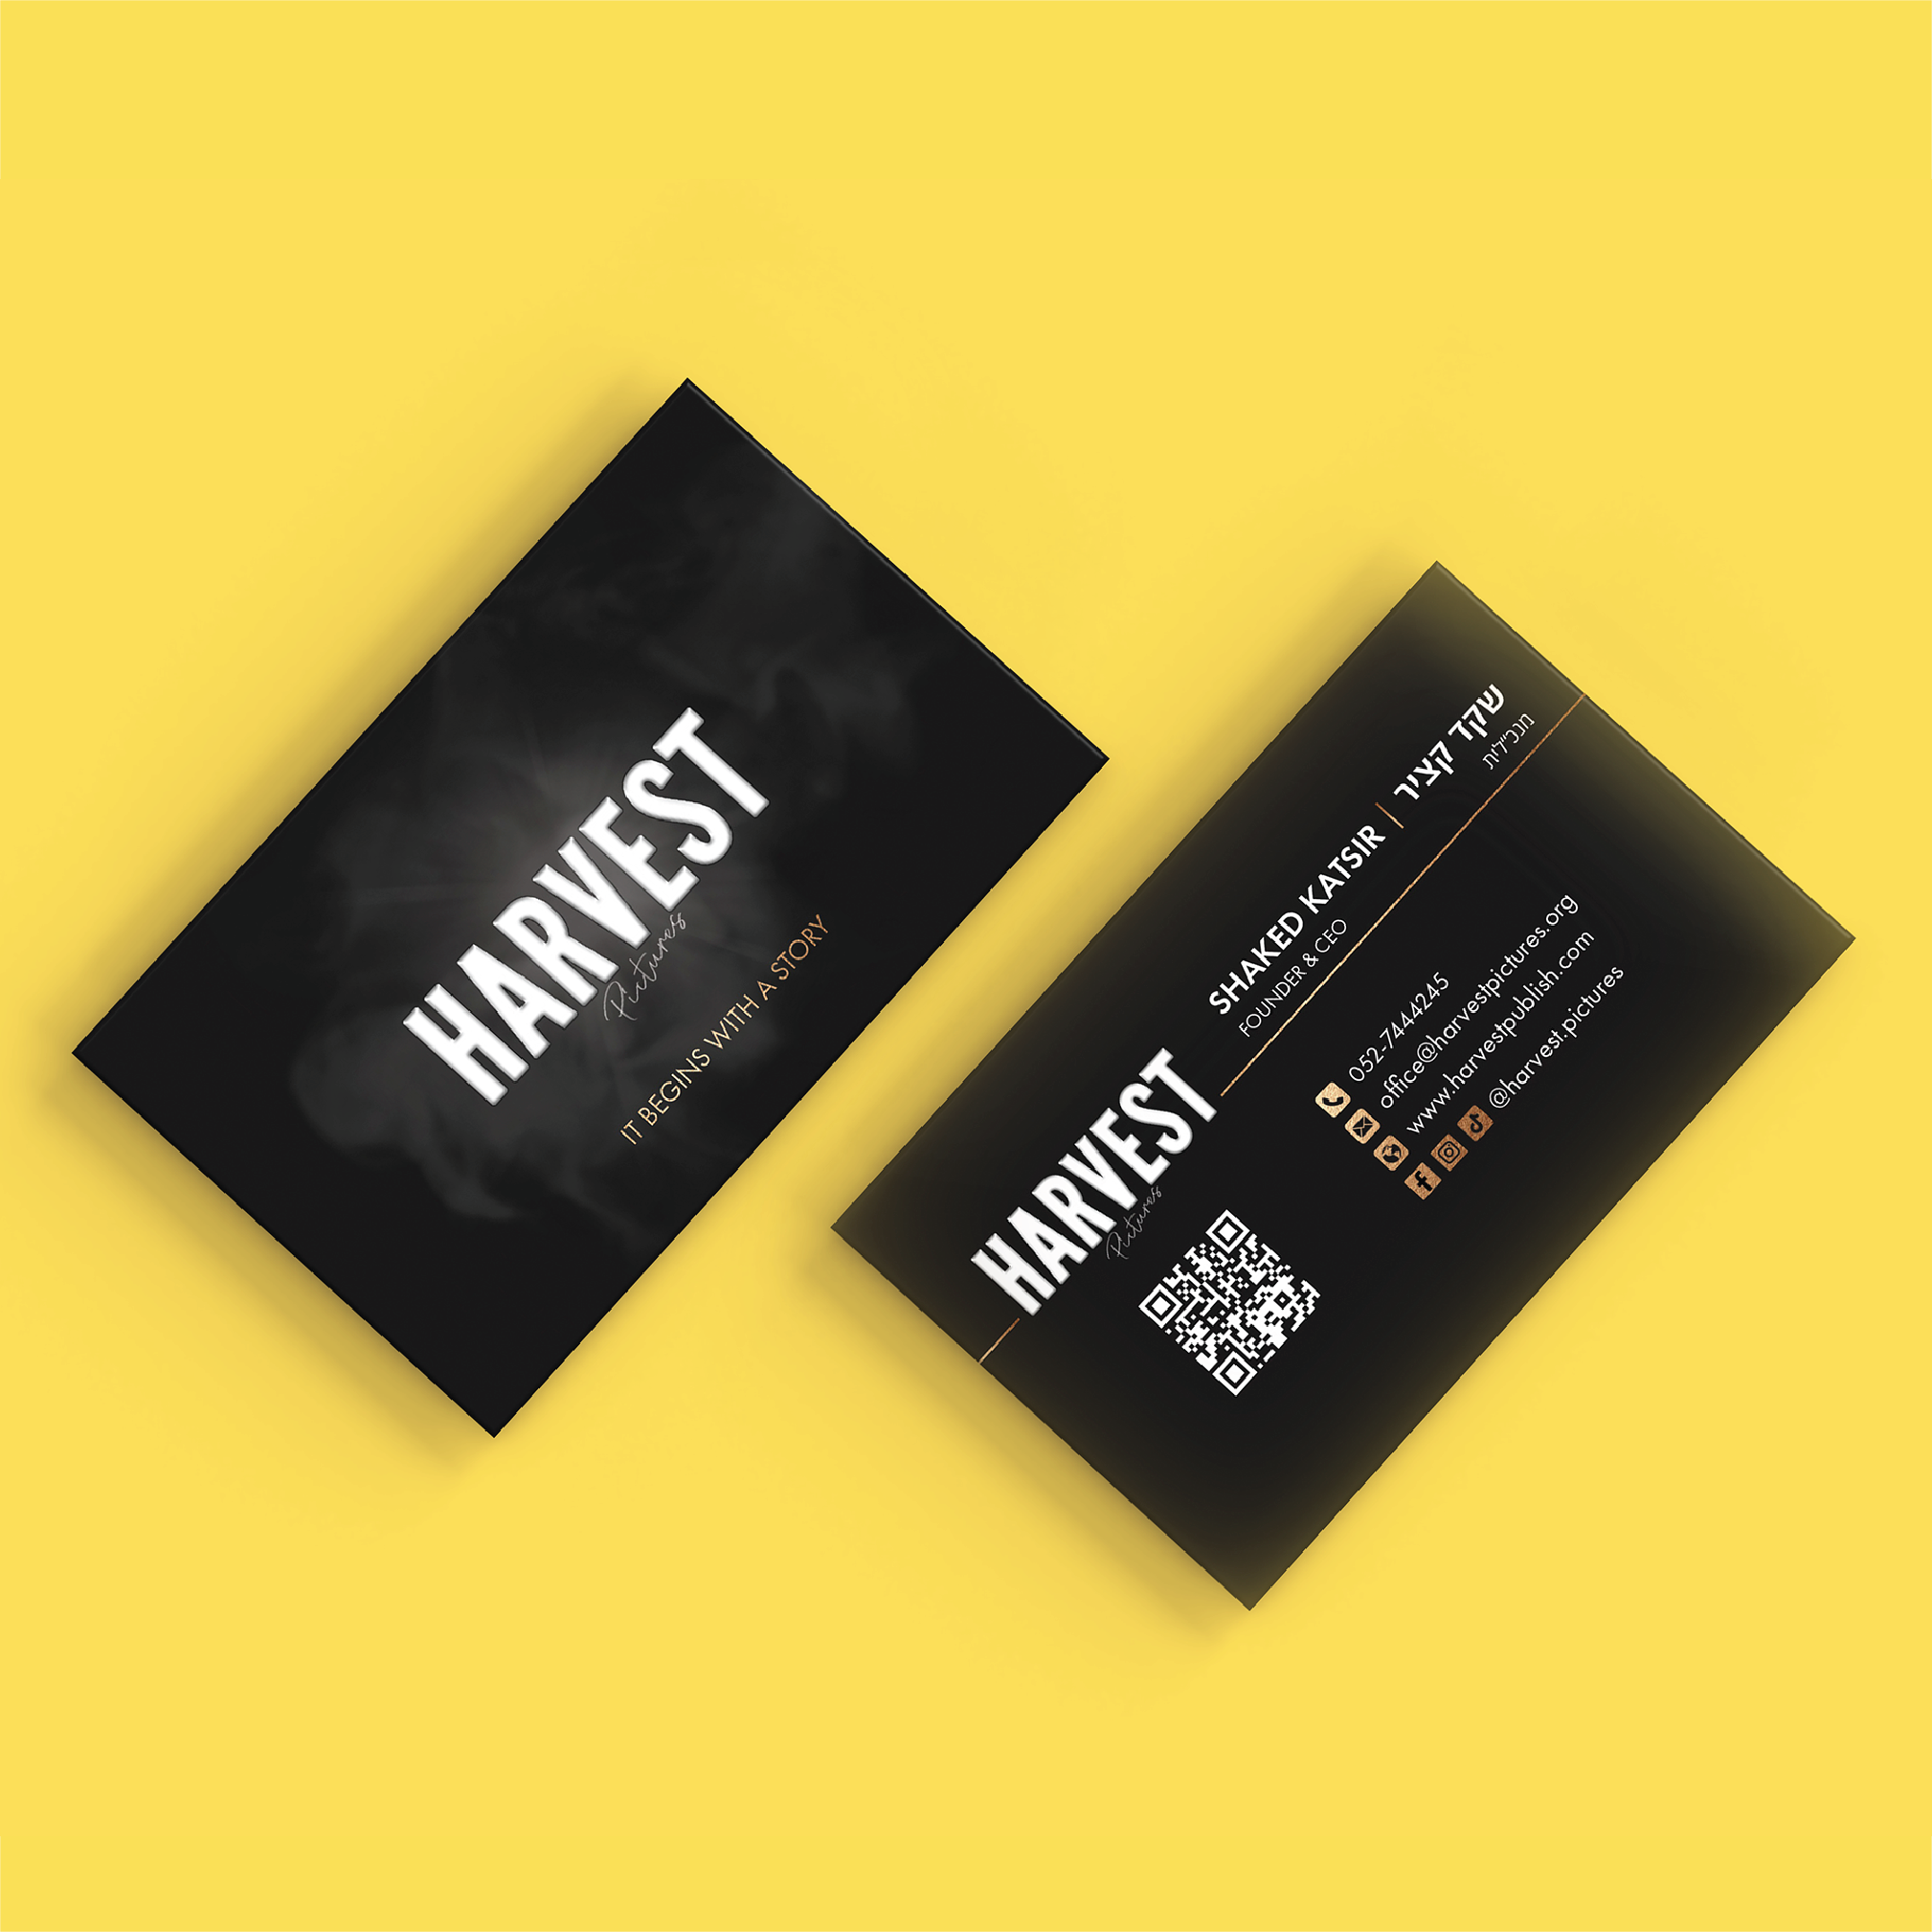 HARVEST
Pictures
IT BEGINS WITH A STORY
HARVEST
Pictures
SHAKED KATSIR | שקד קציר
FOUNDER & CEO
מנכ"לית
052-7444245
office@harvestpictures.org
www.harvestpublish.com
@harvest.pictures